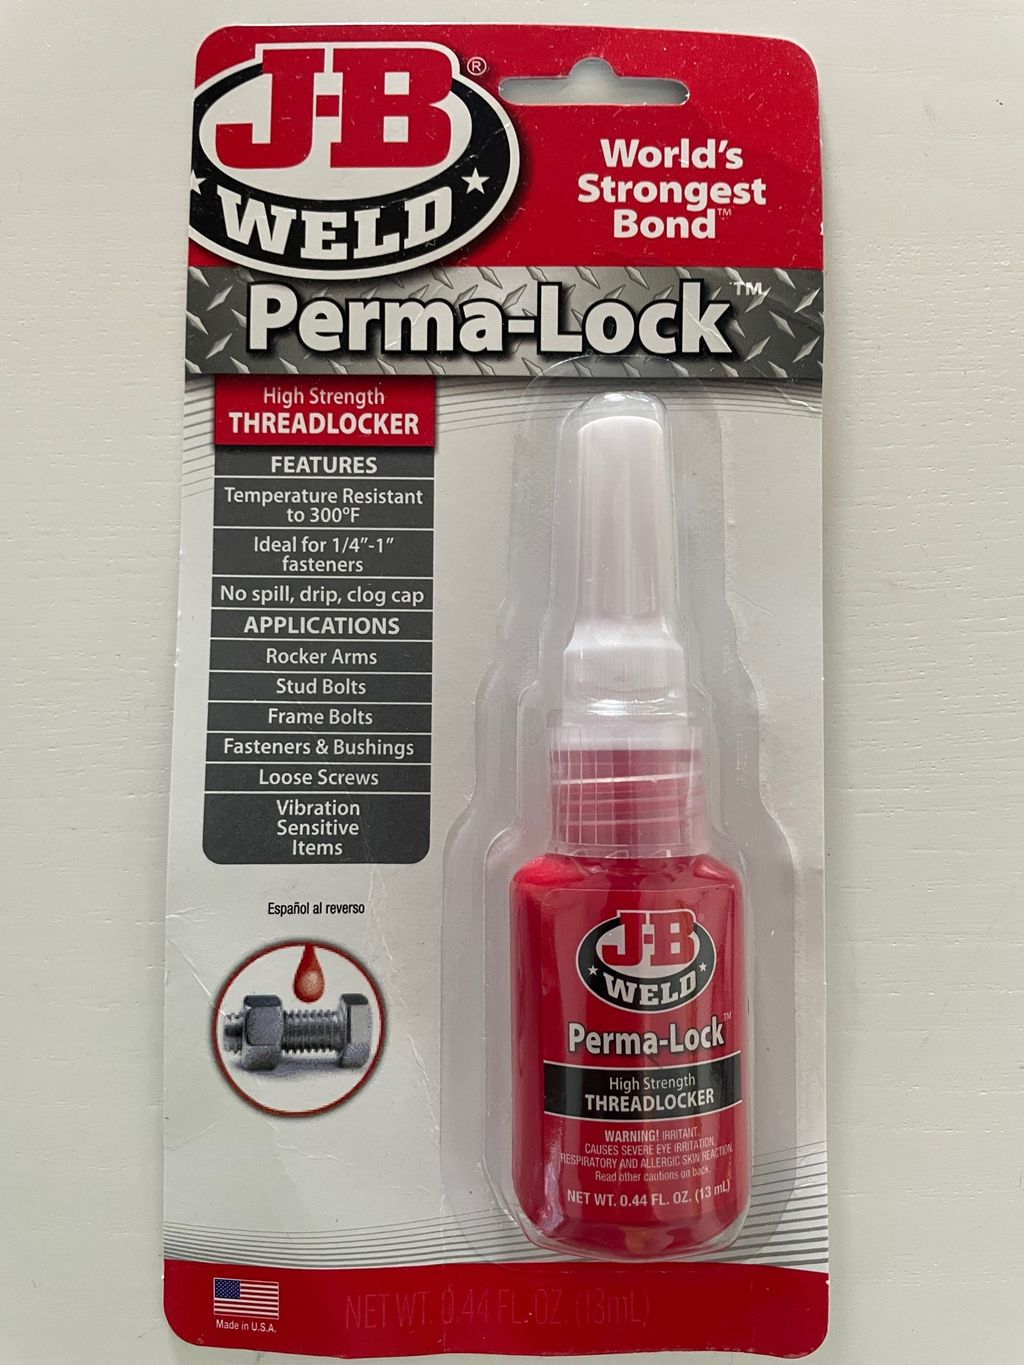 J-B
WELD
®
World's
Strongest
Bond™
Perma-Lock™
High Strength
THREADLOCKER
FEATURES
Temperature Resistant
to 300ºF
Ideal for 1/4"-1"
fasteners
No spill, drip, clog cap
APPLICATIONS
Rocker Arms
Stud Bolts
Frame Bolts
Fasteners & Bushings
Loose Screws
Vibration
Sensitive
Items
Español al reverso
J-B
WELD
®
Perma-Lock™
High Strength
THREADLOCKER
WARNING! IRRITANT.
CAUSES SEVERE EYE IRRITATION,
RESPIRATORY AND ALLERGIC SKIN REACTION.
Read other cautions on back.
NET WT. 0.44 FL. OZ. (13 mL)
Made in U.S.A.
NET WT. 0.44 FL. OZ. (13mL)